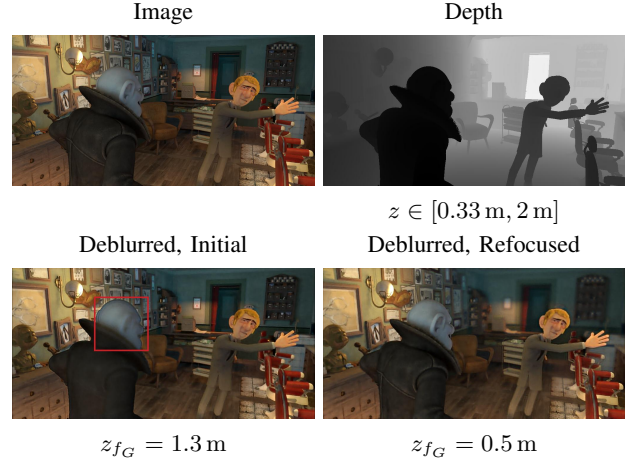 Image
Depth
z ∈ [0.33 m, 2 m]
Deblurred, Initial
Deblurred, Refocused
z_{f_G} = 1.3 m
z_{f_G} = 0.5 m